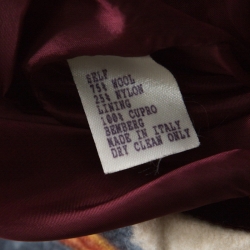 SELF
75% WOOL
25% NYLON
LINING
100% CUPRO
BEMBERG
MADE IN ITALY
DRY CLEAN ONLY